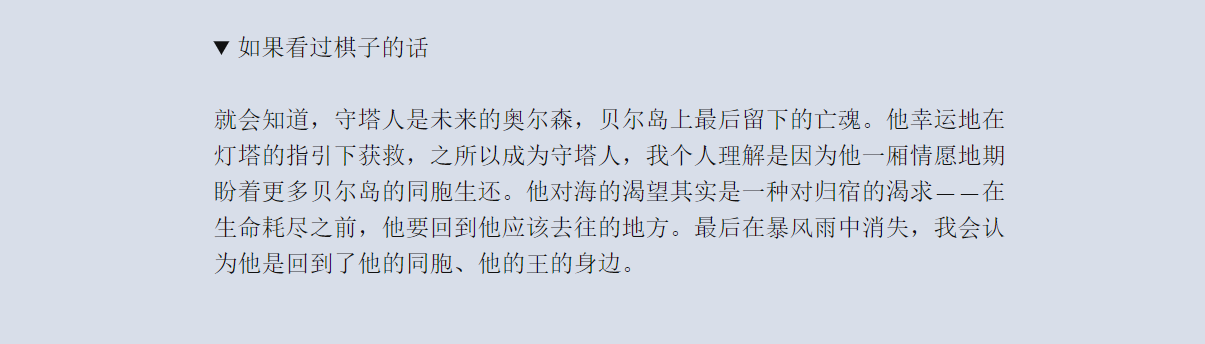 ▼ 如果看过棋子的话
就会知道，守塔人是未来的奥尔森，贝尔岛上最后留下的亡魂。他幸运地在
灯塔的指引下获救，之所以成为守塔人，我个人理解是因为他一厢情愿地期
盼着更多贝尔岛的同胞生还。他对海的渴望其实是一种对归宿的渴求——在
生命耗尽之前，他要回到他应该去往的地方。最后在暴风雨中消失，我会认
为他是回到了他的同胞、他的王的身边。